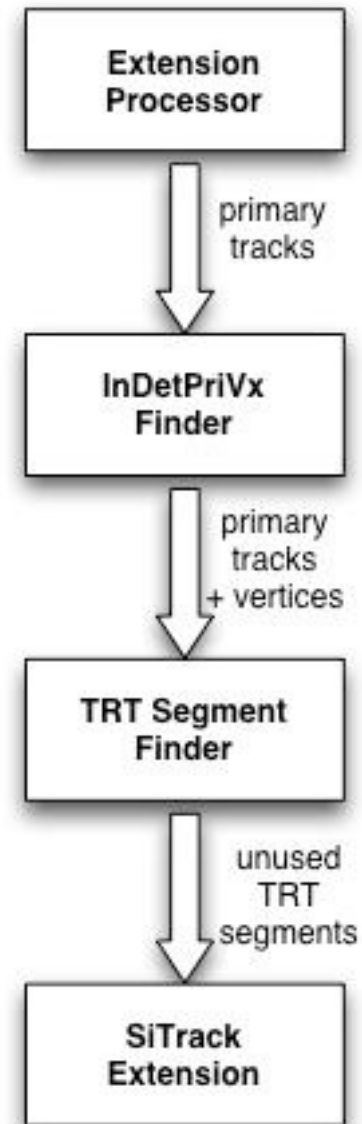 Extension
Processor
primary
tracks
InDetPriVx
Finder
primary
tracks
+ vertices
TRT Segment
Finder
unused
TRT
segments
SiTrack
Extension